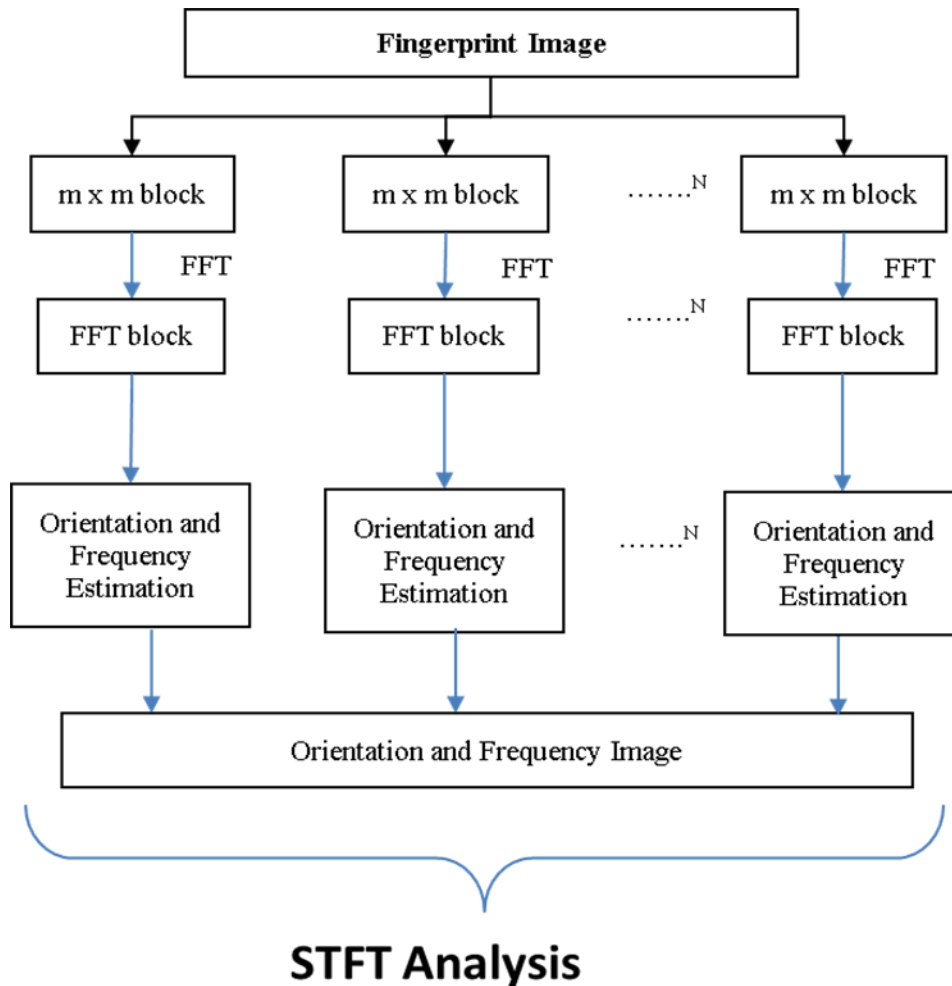 Fingerprint Image
m x m block
m x m block
.......N
m x m block
FFT
FFT
FFT
FFT block
FFT block
.......N
FFT block
Orientation and
Frequency
Estimation
Orientation and
Frequency
Estimation
.......N
Orientation and
Frequency
Estimation
Orientation and Frequency Image
STFT Analysis